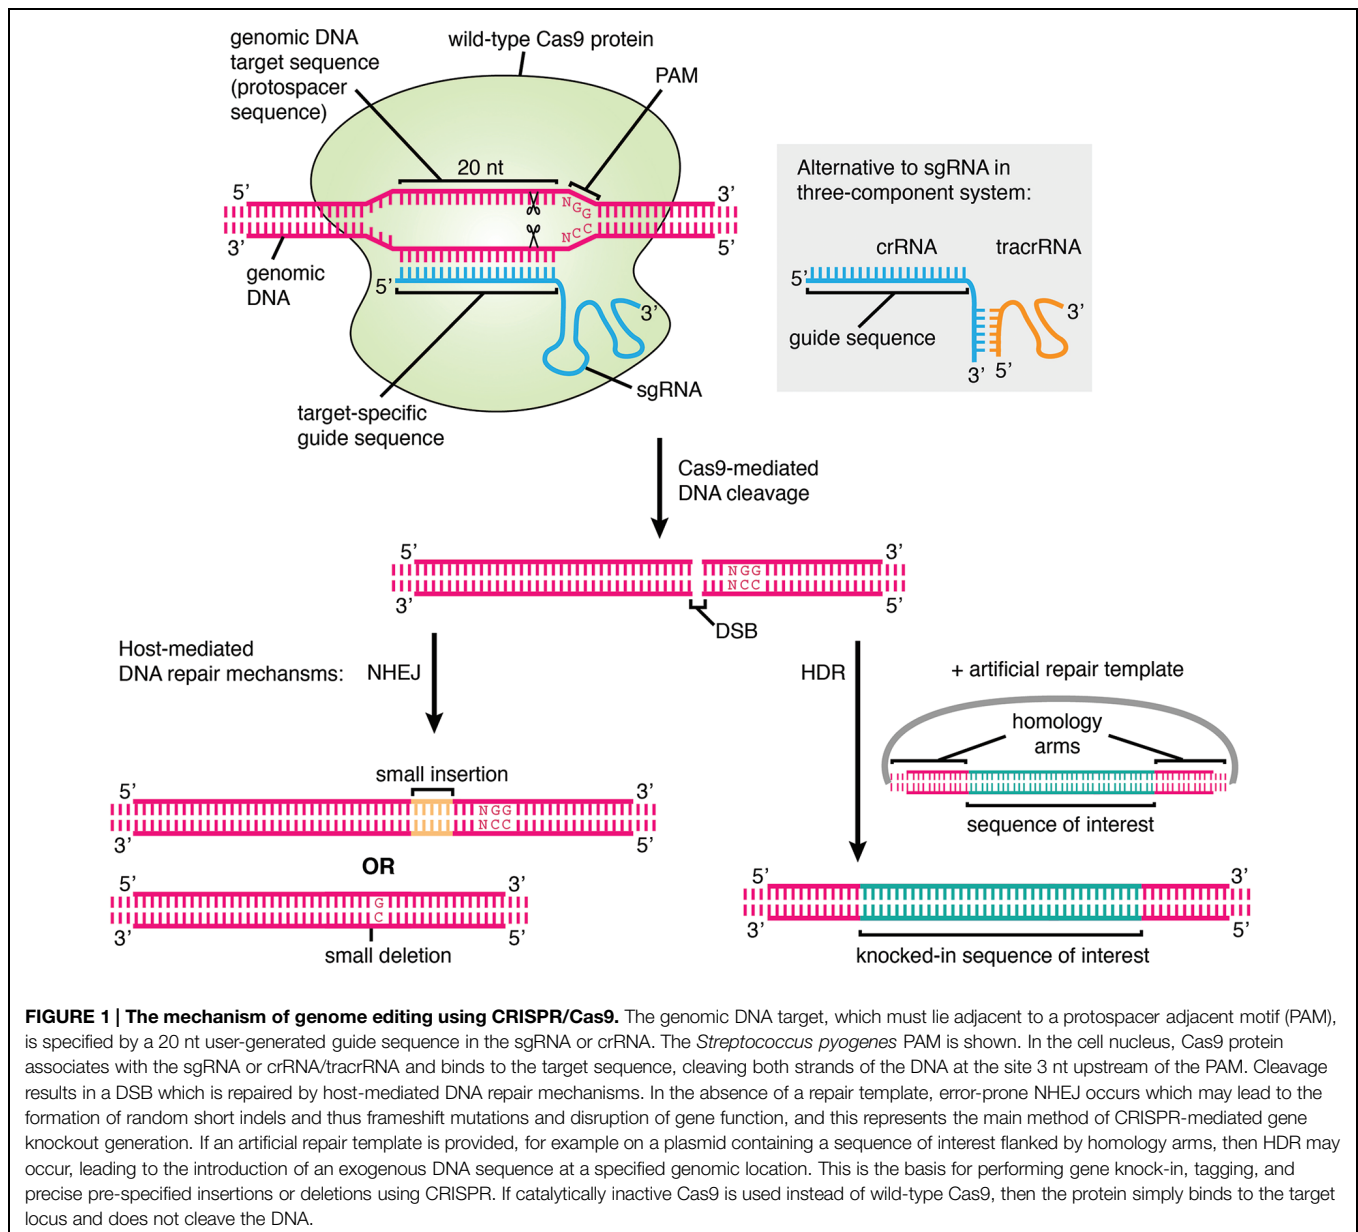 genomic DNA
target sequence
(protospacer
sequence)
wild-type Cas9 protein
PAM
20 nt
5’
3’
NGG
NCC
3’
5’
genomic
DNA
5’
3’
sgRNA
target-specific
guide sequence
Alternative to sgRNA in
three-component system:
crRNA
tracrRNA
5’
3’
guide sequence
3’ 5’
Cas9-mediated
DNA cleavage
5’
3’
NGG
NCC
3’
5’
DSB
Host-mediated
DNA repair mechansms:
NHEJ
HDR
+ artificial repair template
homology
arms
sequence of interest
small insertion
5’
3’
NGG
NCC
3’
5’
OR
5’
3’
G
C
3’
5’
small deletion
5’
3’
3’
5’
knocked-in sequence of interest
FIGURE 1 | The mechanism of genome editing using CRISPR/Cas9. The genomic DNA target, which must lie adjacent to a protospacer adjacent motif (PAM),
is specified by a 20 nt user-generated guide sequence in the sgRNA or crRNA. The Streptococcus pyogenes PAM is shown. In the cell nucleus, Cas9 protein
associates with the sgRNA or crRNA/tracrRNA and binds to the target sequence, cleaving both strands of the DNA at the site 3 nt upstream of the PAM. Cleavage
results in a DSB which is repaired by host-mediated DNA repair mechanisms. In the absence of a repair template, error-prone NHEJ occurs which may lead to the
formation of random short indels and thus frameshift mutations and disruption of gene function, and this represents the main method of CRISPR-mediated gene
knockout generation. If an artificial repair template is provided, for example on a plasmid containing a sequence of interest flanked by homology arms, then HDR may
occur, leading to the introduction of an exogenous DNA sequence at a specified genomic location. This is the basis for performing gene knock-in, tagging, and
precise pre-specified insertions or deletions using CRISPR. If catalytically inactive Cas9 is used instead of wild-type Cas9, then the protein simply binds to the target
locus and does not cleave the DNA.